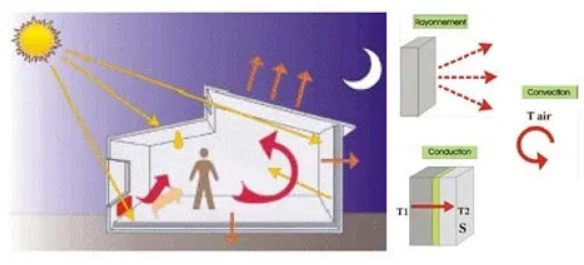 Rayonnement
Convection
T air
Conduction
T1
T2
S